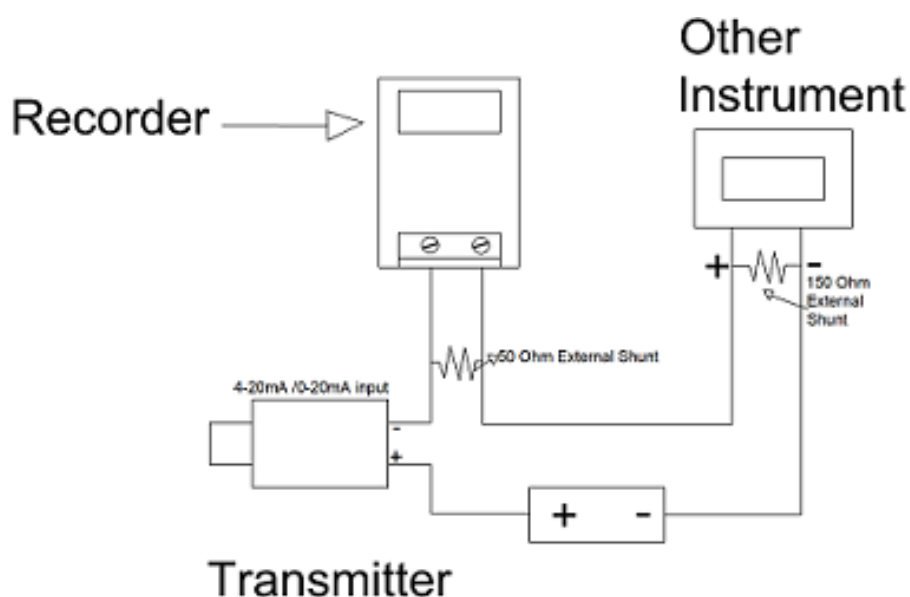 Other
Instrument
Recorder
+
-
150 Ohm
External
Shunt
50 Ohm External Shunt
4-20mA /0-20mA input
-
+
+ -
Transmitter